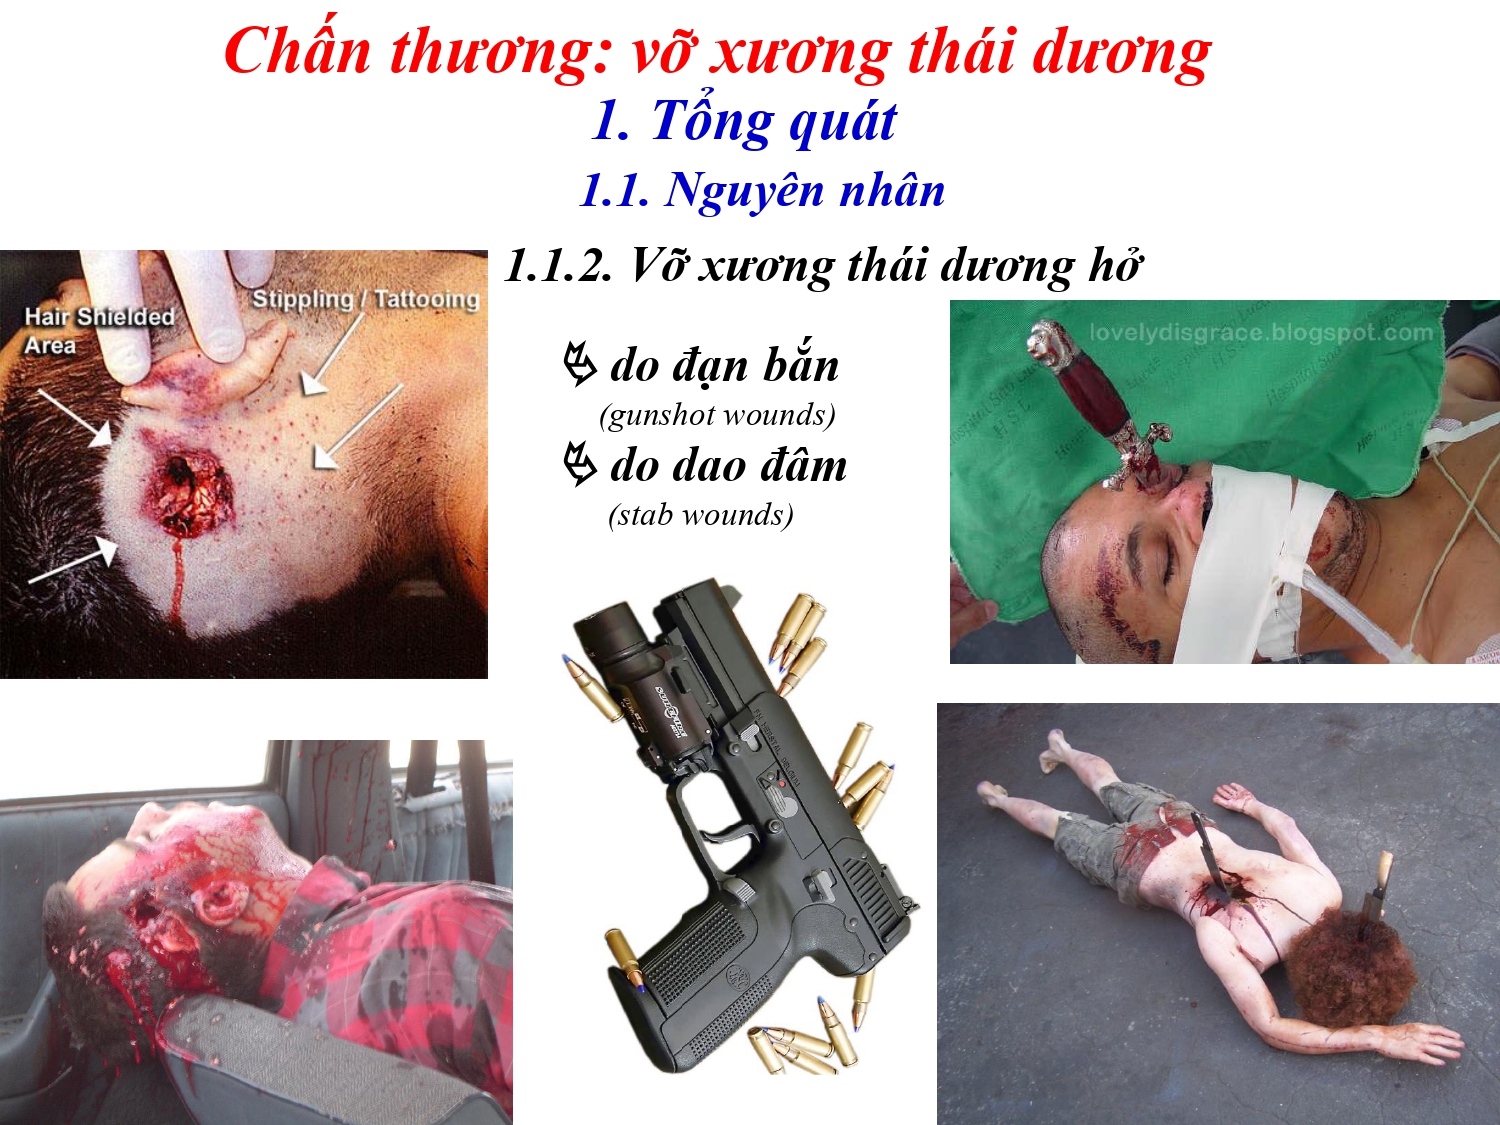 Chấn thương: vỡ xương thái dương
1. Tổng quát
1.1. Nguyên nhân
1.1.2. Vỡ xương thái dương hở
Hair Shielded
Area
Stippling / Tattooing
do đạn bắn
(gunshot wounds)
do dao đâm
(stab wounds)
lovelydisgrace.blogspot.com